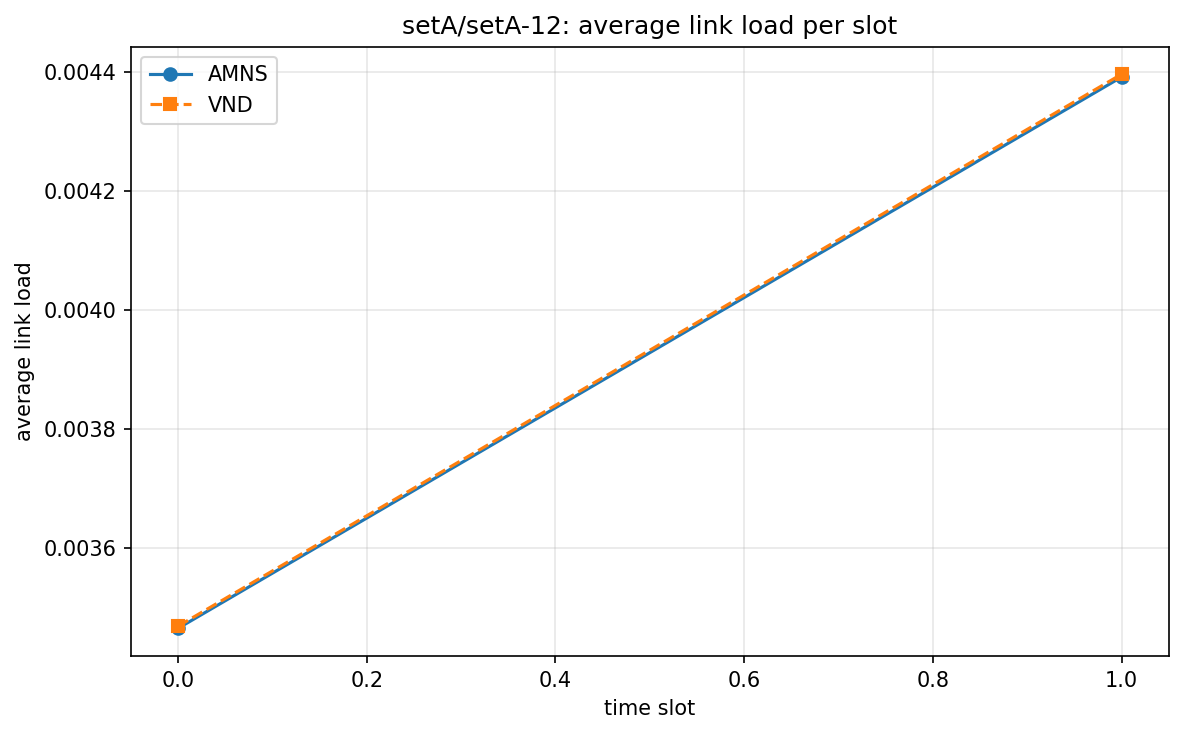 setA/setA-12: average link load per slot
AMNS
VND
average link load
0.0044
0.0042
0.0040
0.0038
0.0036
0.0 0.2 0.4 0.6 0.8 1.0
time slot